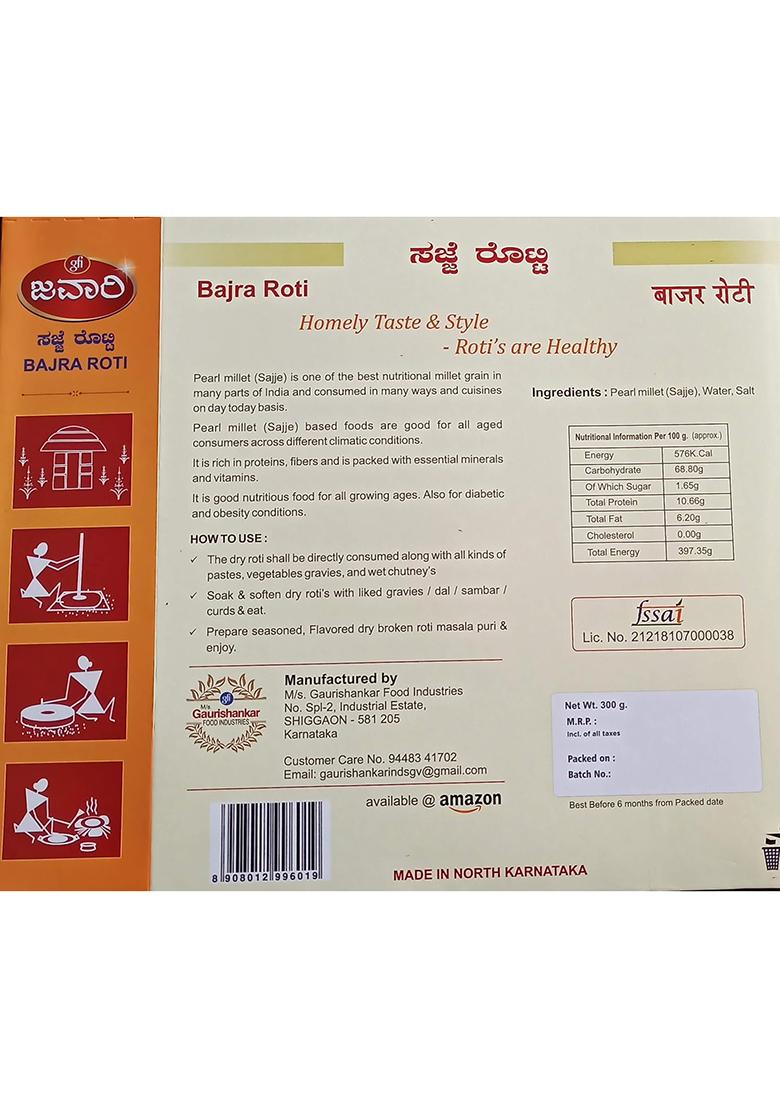 gfi
ಜವಾರಿ
ಸಜ್ಜೆ ರೊಟ್ಟಿ
BAJRA ROTI
ಸಜ್ಜೆ ರೊಟ್ಟಿ
Bajra Roti
बाजर रोटी
Homely Taste & Style
- Roti's are Healthy
Pearl millet (Sajje) is one of the best nutritional millet grain in
many parts of India and consumed in many ways and cuisines
on day today basis.
Pearl millet (Sajje) based foods are good for all aged
consumers across different climatic conditions.
It is rich in proteins, fibers and is packed with essential minerals
and vitamins.
It is good nutritious food for all growing ages. Also for diabetic
and obesity conditions.
HOW TO USE :
✓ The dry roti shall be directly consumed along with all kinds of
pastes, vegetables gravies, and wet chutney's
✓ Soak & soften dry roti's with liked gravies / dal / sambar /
curds & eat.
✓ Prepare seasoned, Flavored dry broken roti masala puri &
enjoy.
Ingredients : Pearl millet (Sajje), Water, Salt
Nutritional Information Per 100 g. (approx.)
Energy 576K.Cal
Carbohydrate 68.80g
Of Which Sugar 1.65g
Total Protein 10.66g
Total Fat 6.20g
Cholesterol 0.00g
Total Energy 397.35g
fssai
Lic. No. 21218107000038
gfi
M/s.
Gaurishankar
FOOD INDUSTRIES
Manufactured by
M/s. Gaurishankar Food Industries
No. Spl-2, Industrial Estate,
SHIGGAON - 581 205
Karnataka
Customer Care No. 94483 41702
Email: gaurishankarindsgv@gmail.com
available @ amazon
Net Wt. 300 g.
M.R.P. :
Incl. of all taxes
Packed on :
Batch No.:
Best Before 6 months from Packed date
8 908012 996019
MADE IN NORTH KARNATAKA